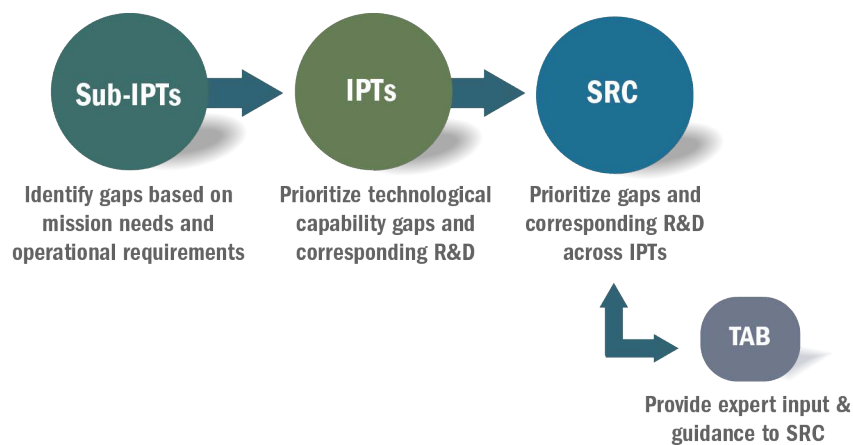 Sub-IPTs
IPTs
SRC
Identify gaps based on
mission needs and
operational requirements
Prioritize technological
capability gaps and
corresponding R&D
Prioritize gaps and
corresponding R&D
across IPTs
TAB
Provide expert input &
guidance to SRC